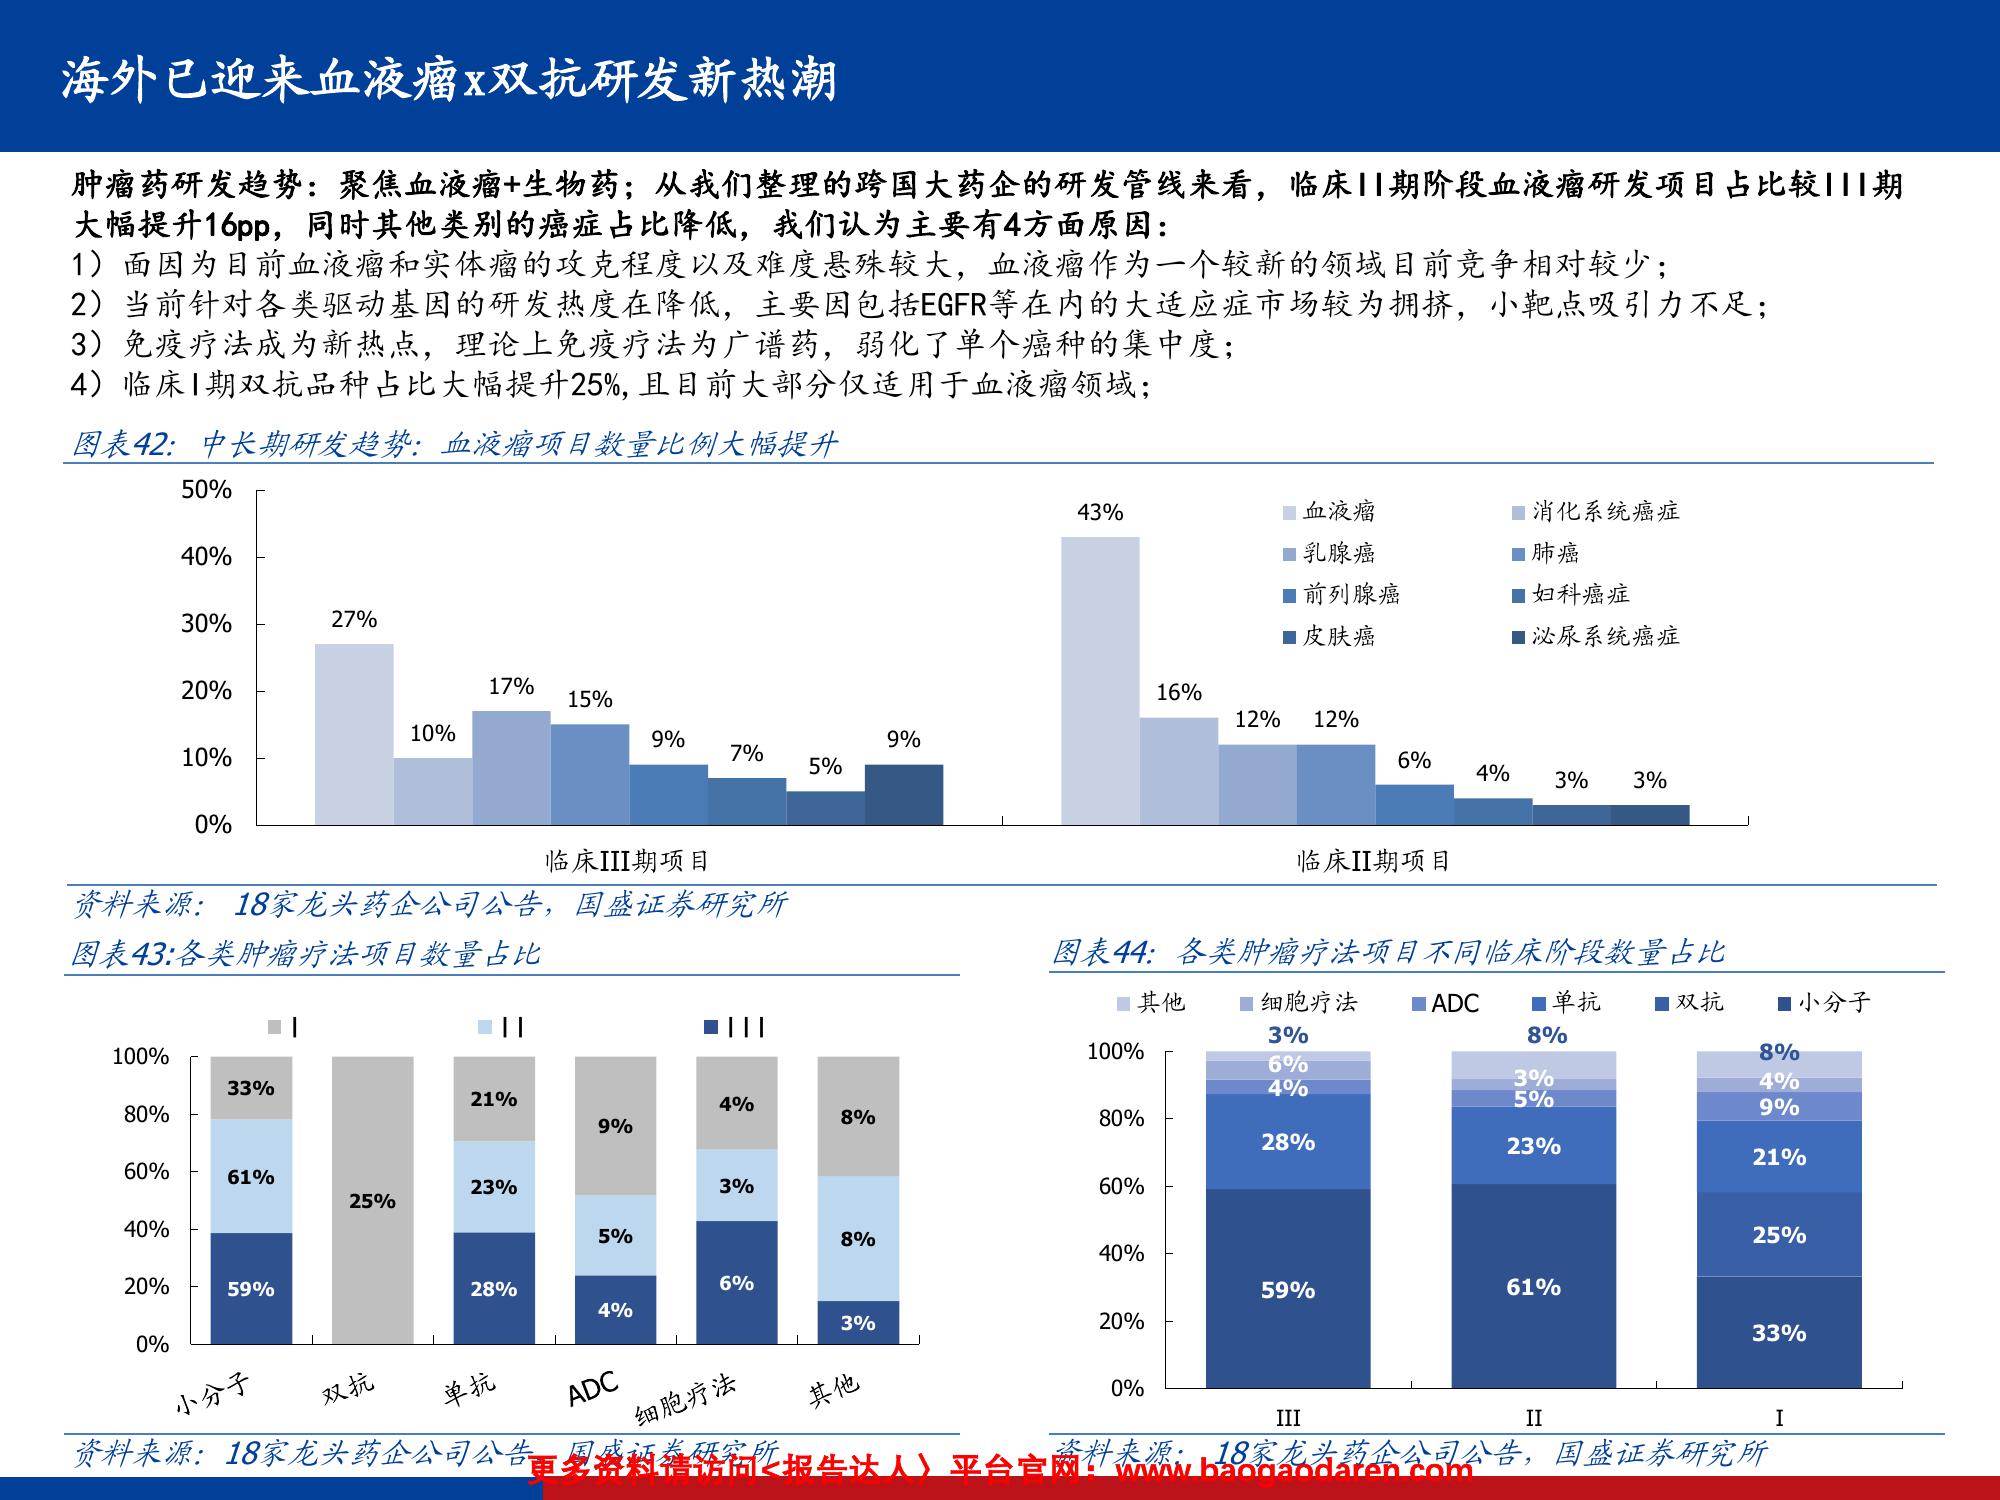 海外已迎来血液瘤x双抗研发新热潮
肿瘤药研发趋势：聚焦血液瘤+生物药；从我们整理的跨国大药企的研发管线来看，临床II期阶段血液瘤研发项目占比较III期
大幅提升16pp，同时其他类别的癌症占比降低，我们认为主要有4方面原因：
1）面因为目前血液瘤和实体瘤的攻克程度以及难度悬殊较大，血液瘤作为一个较新的领域目前竞争相对较少；
2）当前针对各类驱动基因的研发热度在降低，主要因包括EGFR等在内的大适应症市场较为拥挤，小靶点吸引力不足；
3）免疫疗法成为新热点，理论上免疫疗法为广谱药，弱化了单个癌种的集中度；
4）临床I期双抗品种占比大幅提升25%,且目前大部分仅适用于血液瘤领域；
图表42：中长期研发趋势：血液瘤项目数量比例大幅提升
50%
40%
30%
20%
10%
0%
27%
10%
17%
15%
9%
7%
5%
9%
43%
16%
12%
12%
6%
4%
3%
3%
血液瘤
消化系统癌症
乳腺癌
肺癌
前列腺癌
妇科癌症
皮肤癌
泌尿系统癌症
临床III期项目
临床II期项目
资料来源： 18家龙头药企公司公告，国盛证券研究所
图表43:各类肿瘤疗法项目数量占比
I
II
III
100%
80%
60%
40%
20%
0%
33%
61%
59%
25%
21%
23%
28%
9%
5%
4%
4%
3%
6%
8%
8%
3%
小分子
双抗
单抗
ADC
细胞疗法
其他
资料来源：18家龙头药企公司公告，国盛证券研究所
图表44：各类肿瘤疗法项目不同临床阶段数量占比
其他
细胞疗法
ADC
单抗
双抗
小分子
100%
80%
60%
40%
20%
0%
3%
6%
4%
28%
59%
8%
3%
5%
23%
61%
8%
4%
9%
21%
25%
33%
III
II
I
资料来源：18家龙头药企公司公告，国盛证券研究所
更多资料请访问<报告达人〉平台官网：www.baogaodaren.com